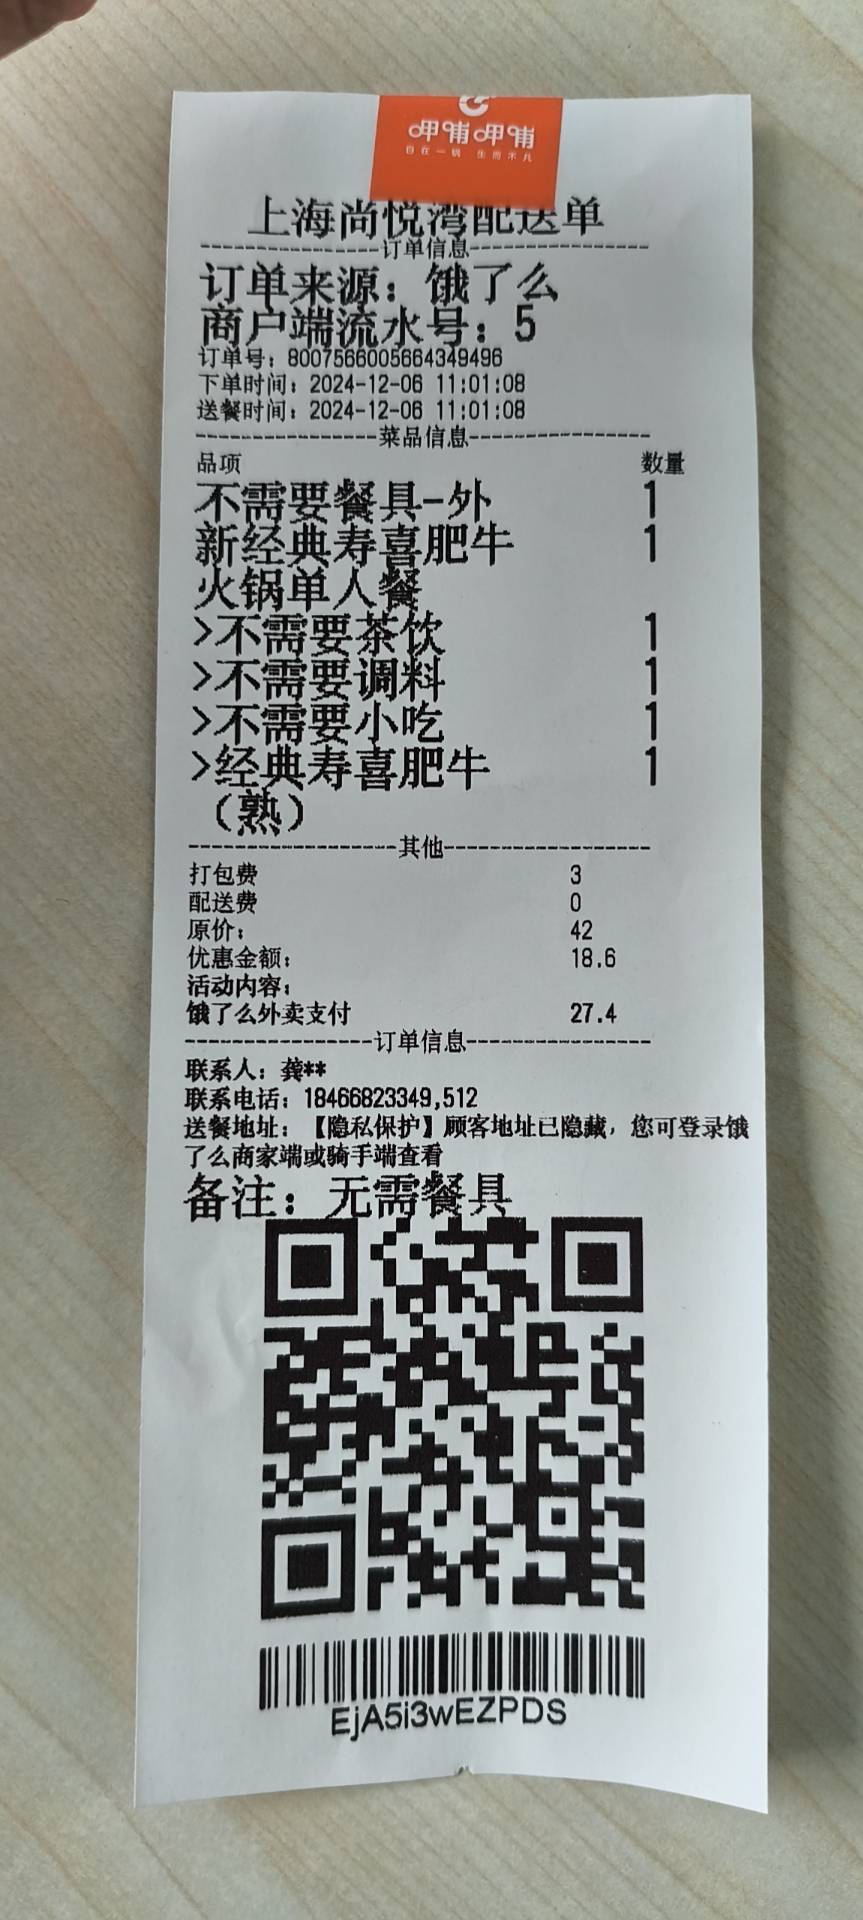 呷哺呷哺
自在一锅 生而不凡
上海尚悦湾配送单
------------------订单信息------------------
订单来源：饿了么
商户端流水号：5
订单号：8007566005664349496
下单时间：2024-12-06 11:01:08
送餐时间：2024-12-06 11:01:08
------------------菜品信息------------------
品项 数量
不需要餐具-外 1
新经典寿喜肥牛 1
火锅单人餐
>不需要茶饮 1
>不需要调料 1
>不需要小吃 1
>经典寿喜肥牛 1
（熟）
--------------------其他--------------------
打包费 3
配送费 0
原价： 42
优惠金额： 18.6
活动内容：
饿了么外卖支付 27.4
------------------订单信息------------------
联系人：龚**
联系电话：18466823349,512
送餐地址：【隐私保护】顾客地址已隐藏，您可登录饿
了么商家端或骑手端查看
备注：无需餐具
EjA5i3wEZPDS